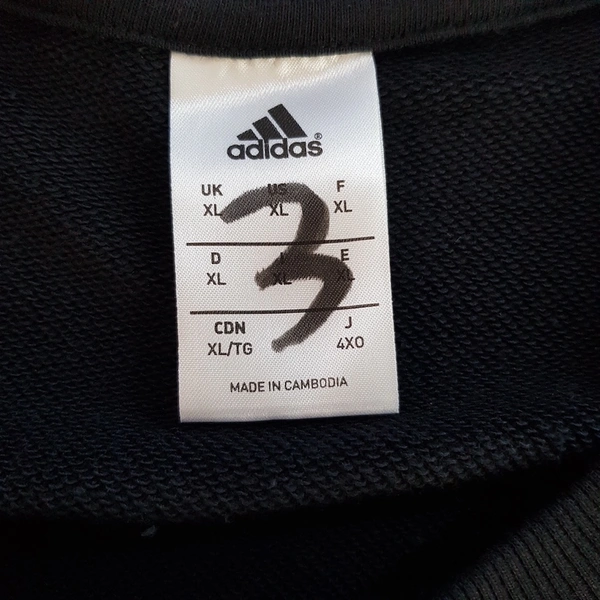 adidas®
UK US F
XL XL XL
3
D I E
XL XL XL
CDN J
XL/TG 4XO
MADE IN CAMBODIA